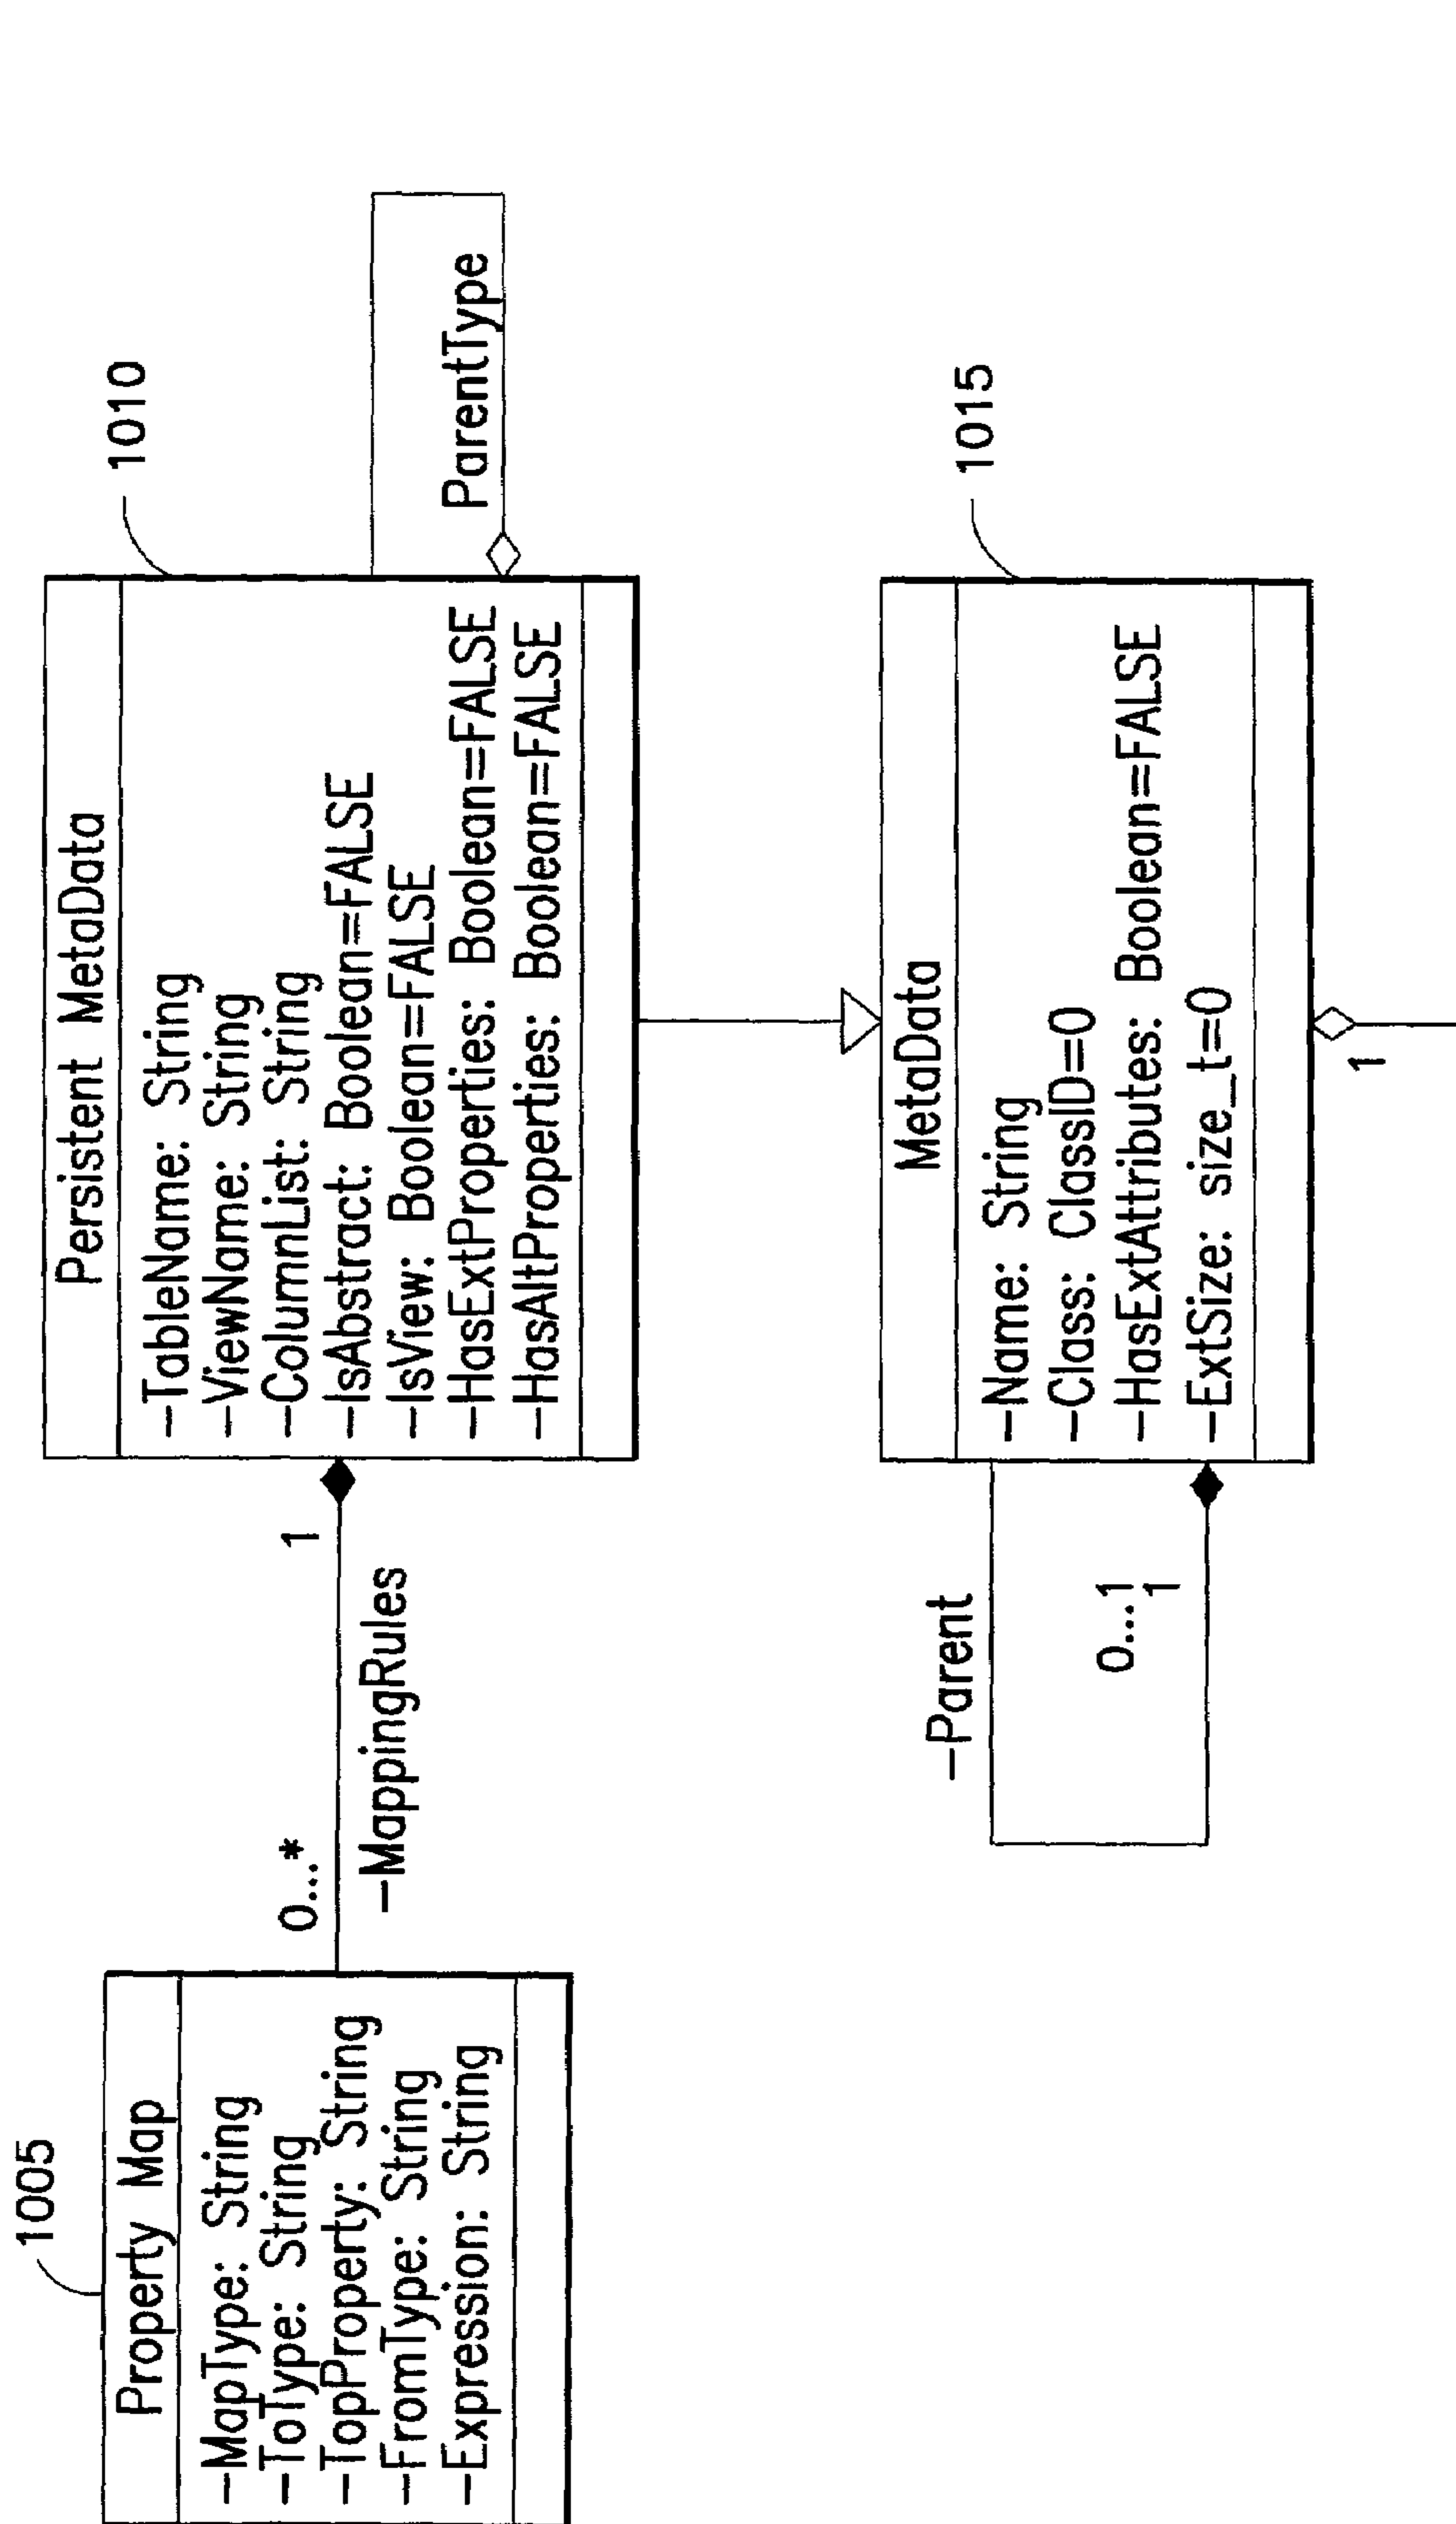 1005
Property Map
-MapType: String
-ToType: String
-TopProperty: String
-FromType: String
-Expression: String
0...*
1
-MappingRules
1010
Persistent MetaData
-TableName: String
-ViewName: String
-ColumnList: String
-IsAbstract: Boolean=FALSE
-IsView: Boolean=FALSE
-HasExtProperties: Boolean=FALSE
-HasAltProperties: Boolean=FALSE
ParentType
1015
MetaData
-Name: String
-Class: ClassID=0
-HasExtAttributes: Boolean=FALSE
-ExtSize: size_t=0
-Parent
0...1
1
1